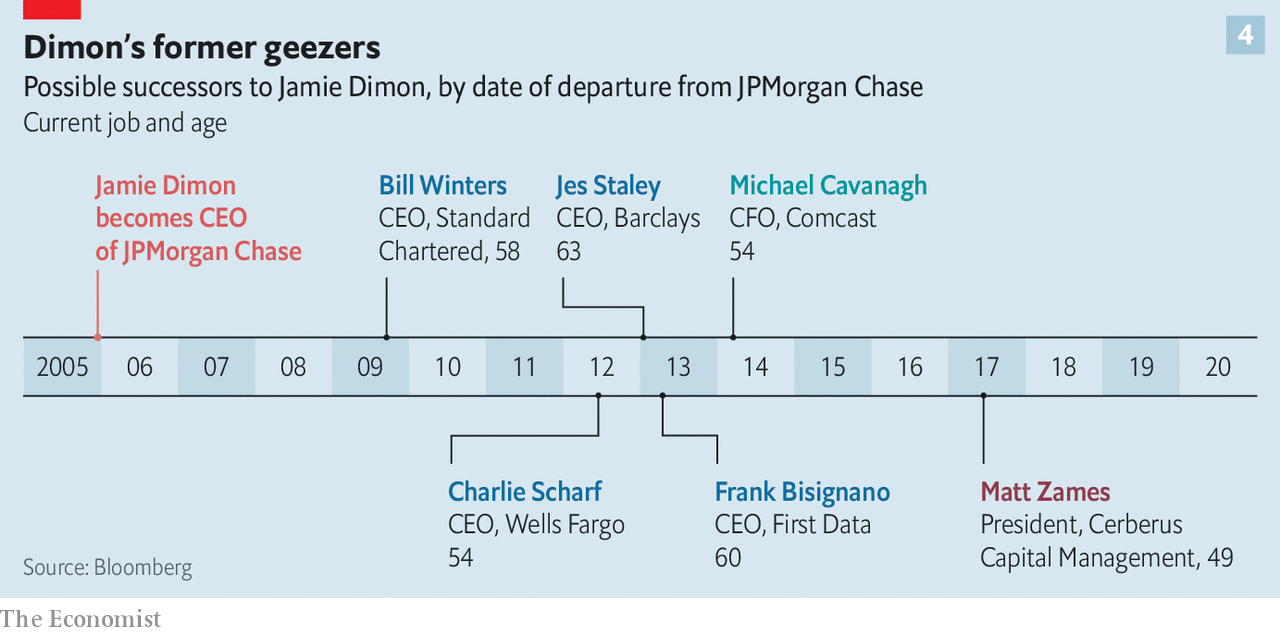 4
Dimon’s former geezers
Possible successors to Jamie Dimon, by date of departure from JPMorgan Chase
Current job and age
Jamie Dimon
becomes CEO
of JPMorgan Chase
Bill Winters
CEO, Standard
Chartered, 58
Jes Staley
CEO, Barclays
63
Michael Cavanagh
CFO, Comcast
54
2005 06 07 08 09 10 11 12 13 14 15 16 17 18 19 20
Charlie Scharf
CEO, Wells Fargo
54
Frank Bisignano
CEO, First Data
60
Matt Zames
President, Cerberus
Capital Management, 49
Source: Bloomberg
The Economist